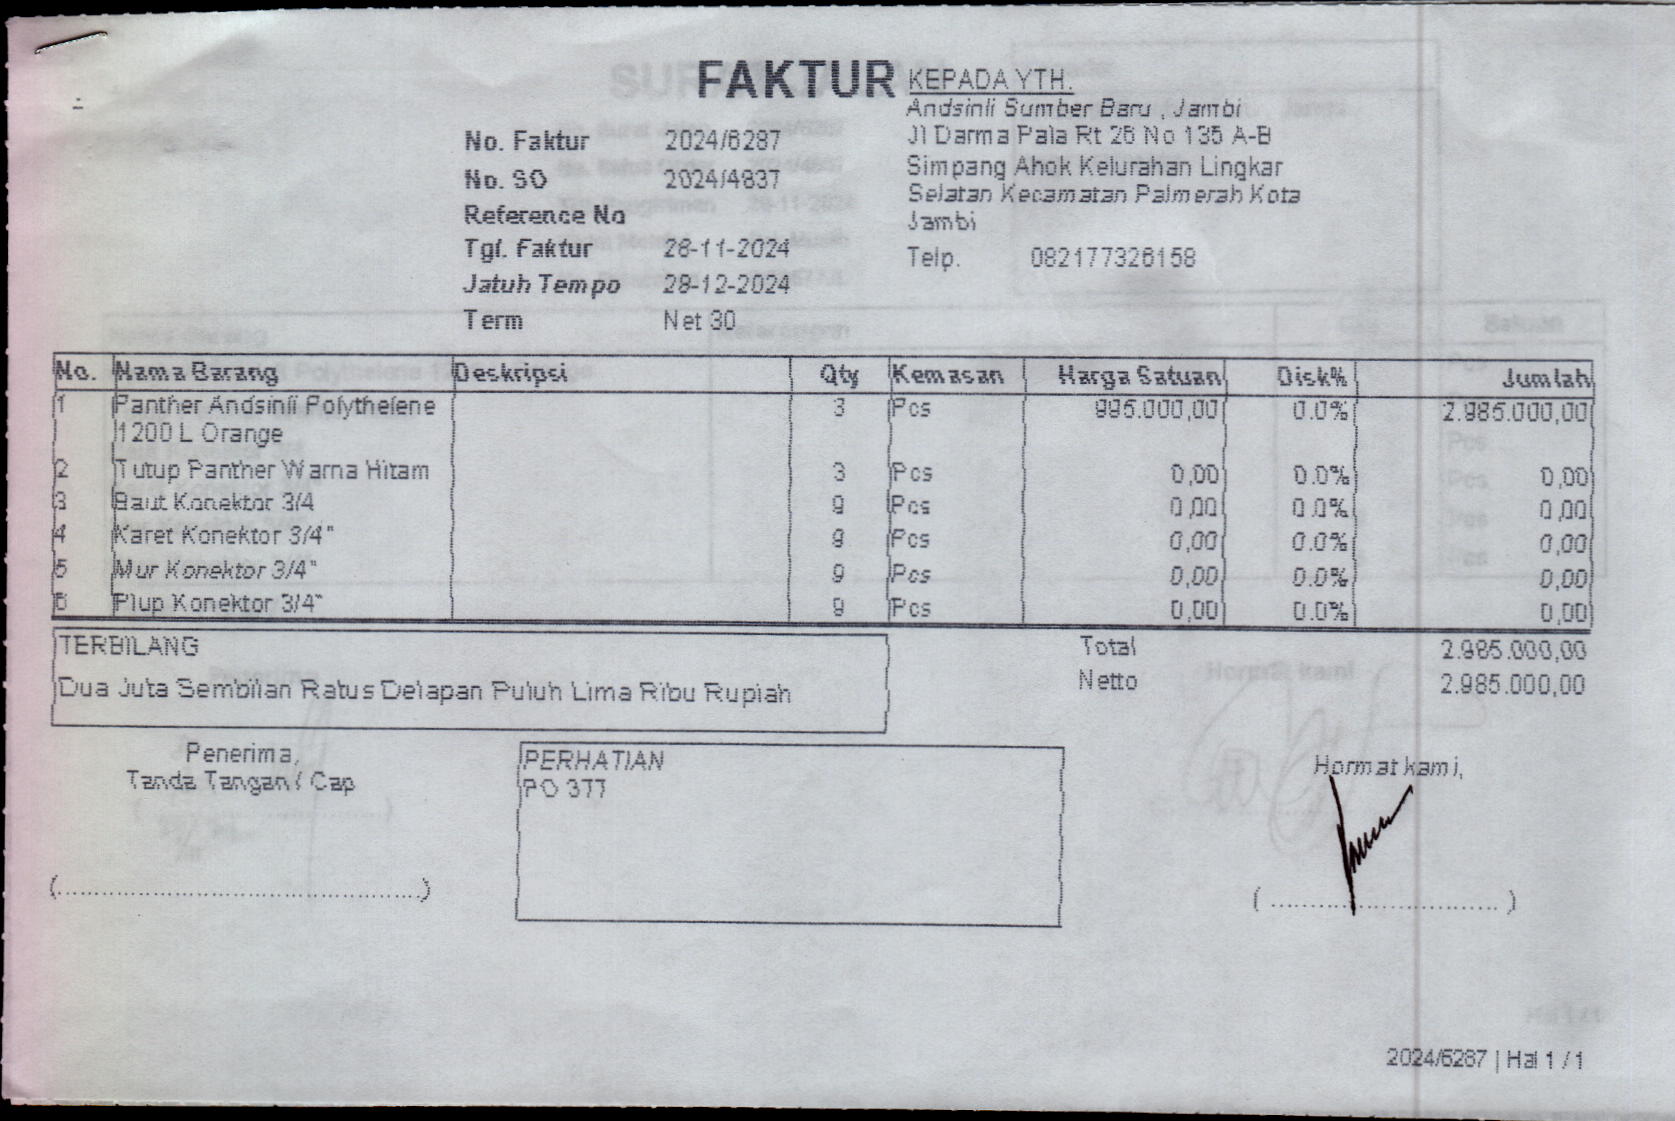 FAKTUR
No. Faktur 2024/6287
No. SO 2024/4837
Reference No
Tgl. Faktur 28-11-2024
Jatuh Tempo 28-12-2024
Term Net 30
KEPADA YTH.
Andsinli Sumber Baru , Jambi
Jl Darma Pala Rt 26 No 135 A-B
Simpang Ahok Kelurahan Lingkar
Selatan Kecamatan Palmerah Kota
Jambi
Telp. 082177326158
No. Nama Barang Deskripsi Qty Kemasan Harga Satuan Disk% Jumlah
1 Panther Andsinli Polythelene 3 Pcs 995.000,00 0.0% 2.985.000,00
1200 L Orange
2 Tutup Panther Warna Hitam 3 Pcs 0,00 0.0% 0,00
3 Baut Konektor 3/4 9 Pcs 0,00 0.0% 0,00
4 Karet Konektor 3/4" 9 Pcs 0,00 0.0% 0,00
5 Mur Konektor 3/4" 9 Pcs 0,00 0.0% 0,00
6 Plup Konektor 3/4" 9 Pcs 0,00 0.0% 0,00
TERBILANG
Dua Juta Sembilan Ratus Delapan Puluh Lima Ribu Rupiah
Total 2.985.000,00
Netto 2.985.000,00
Penerima,
Tanda Tangan / Cap
PERHATIAN
PO 377
Hormat kami,
2024/6287 | Hal 1 / 1